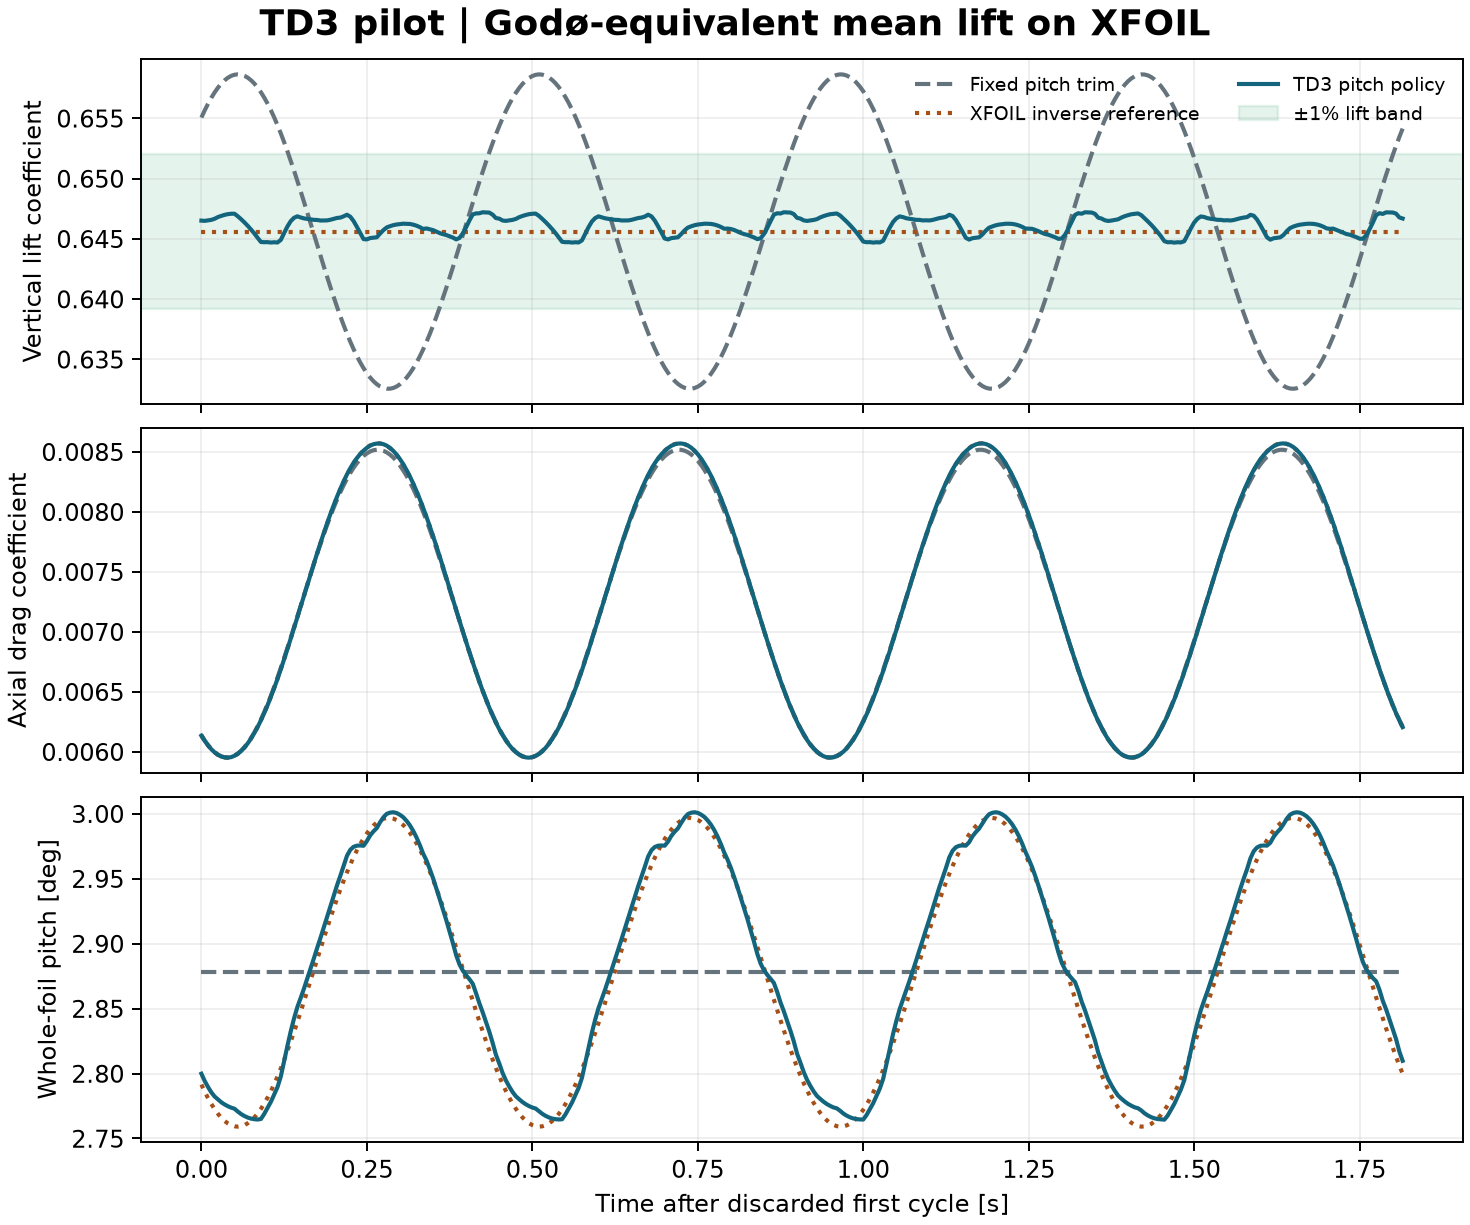 TD3 pilot | Godø-equivalent mean lift on XFOIL
Vertical lift coefficient
0.655
0.650
0.645
0.640
0.635
Fixed pitch trim
XFOIL inverse reference
TD3 pitch policy
±1% lift band
Axial drag coefficient
0.0085
0.0080
0.0075
0.0070
0.0065
0.0060
Whole-foil pitch [deg]
3.00
2.95
2.90
2.85
2.80
2.75
0.00 0.25 0.50 0.75 1.00 1.25 1.50 1.75
Time after discarded first cycle [s]